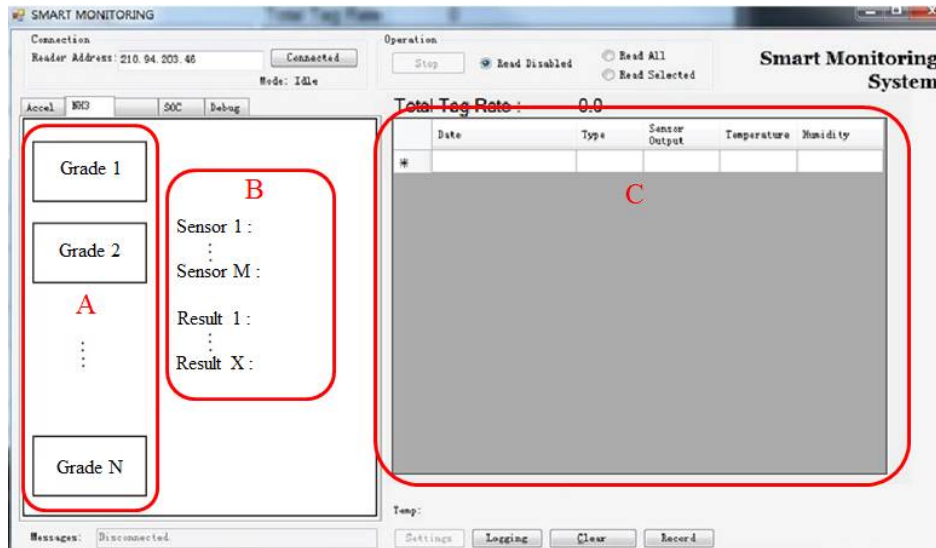 SMART MONITORING
Connection
Reader Address: 210. 94. 203. 46
Connected
Mode: Idle
Operation
Stop
Read Disabled
Read All
Read Selected
Smart Monitoring
System
Accel
NH3
SOC
Debug
Total Tag Rate : 0.0
Grade 1
Grade 2
A
⋮
Grade N
B
Sensor 1 :
⋮
Sensor M :
Result 1 :
⋮
Result X :
Date
Type
Sensor
Output
Temperature
Humidity
*
C
Temp:
Messages:
Disconnected
Settings
Logging
Clear
Record